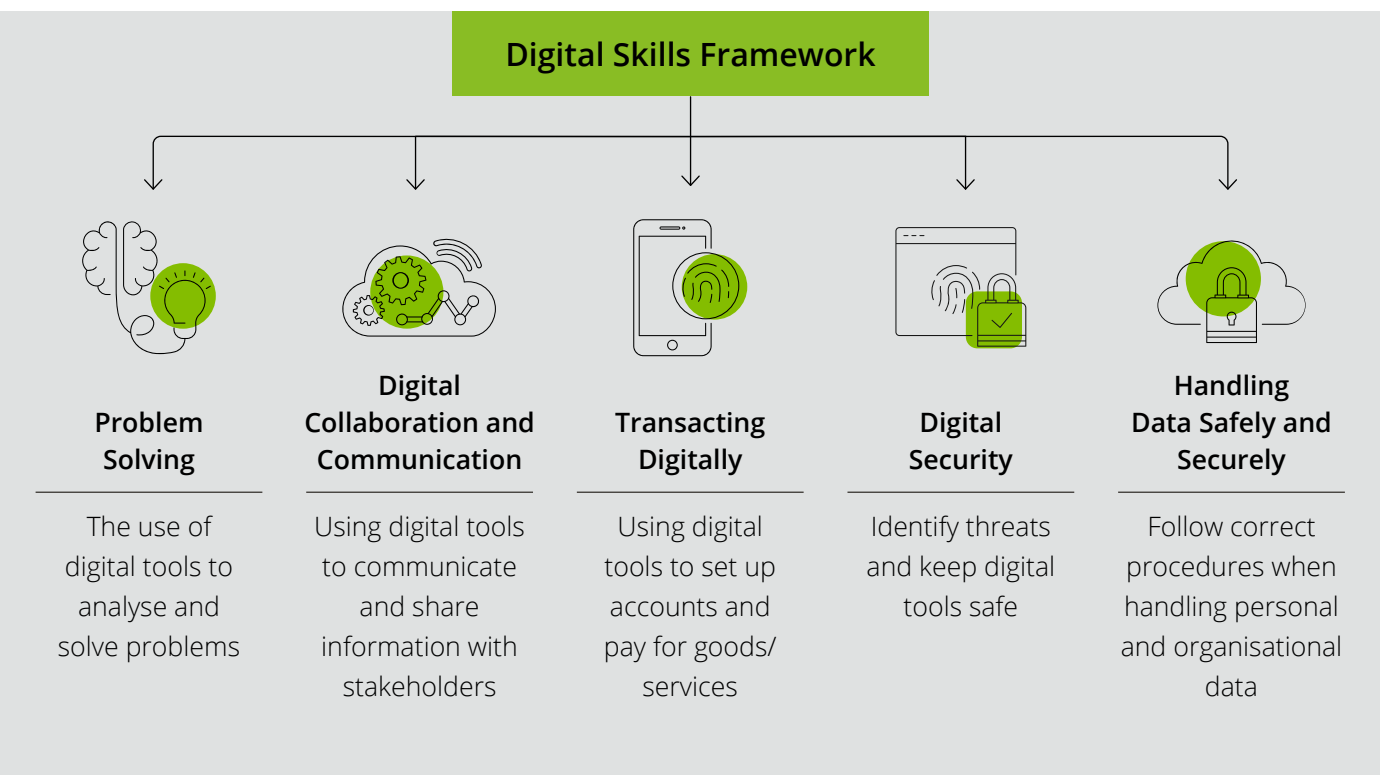 Digital Skills Framework
Problem
Solving
The use of
digital tools to
analyse and
solve problems
Digital
Collaboration and
Communication
Using digital tools
to communicate
and share
information with
stakeholders
Transacting
Digitally
Using digital
tools to set up
accounts and
pay for goods/
services
Digital
Security
Identify threats
and keep digital
tools safe
Handling
Data Safely and
Securely
Follow correct
procedures when
handling personal
and organisational
data